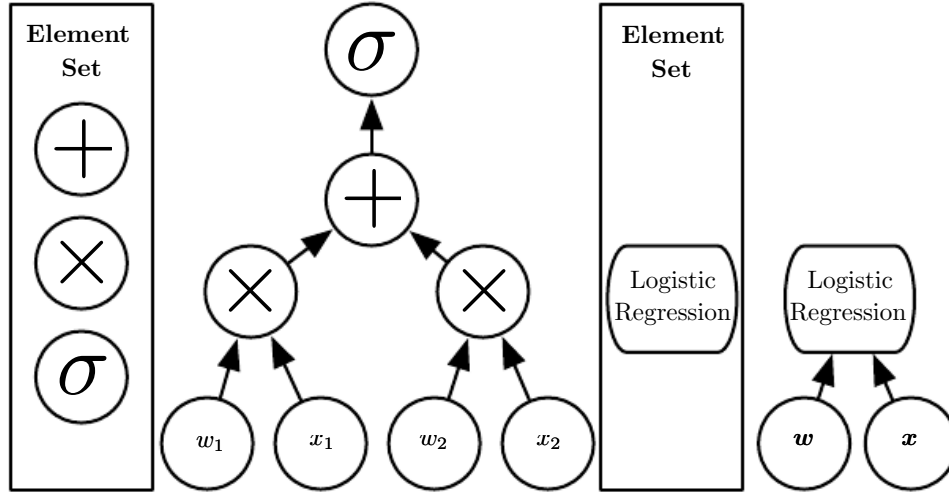 Element
Set
+
×
σ
σ
+
×
×
w₁
x₁
w₂
x₂
Element
Set
Logistic
Regression
Logistic
Regression
w
x